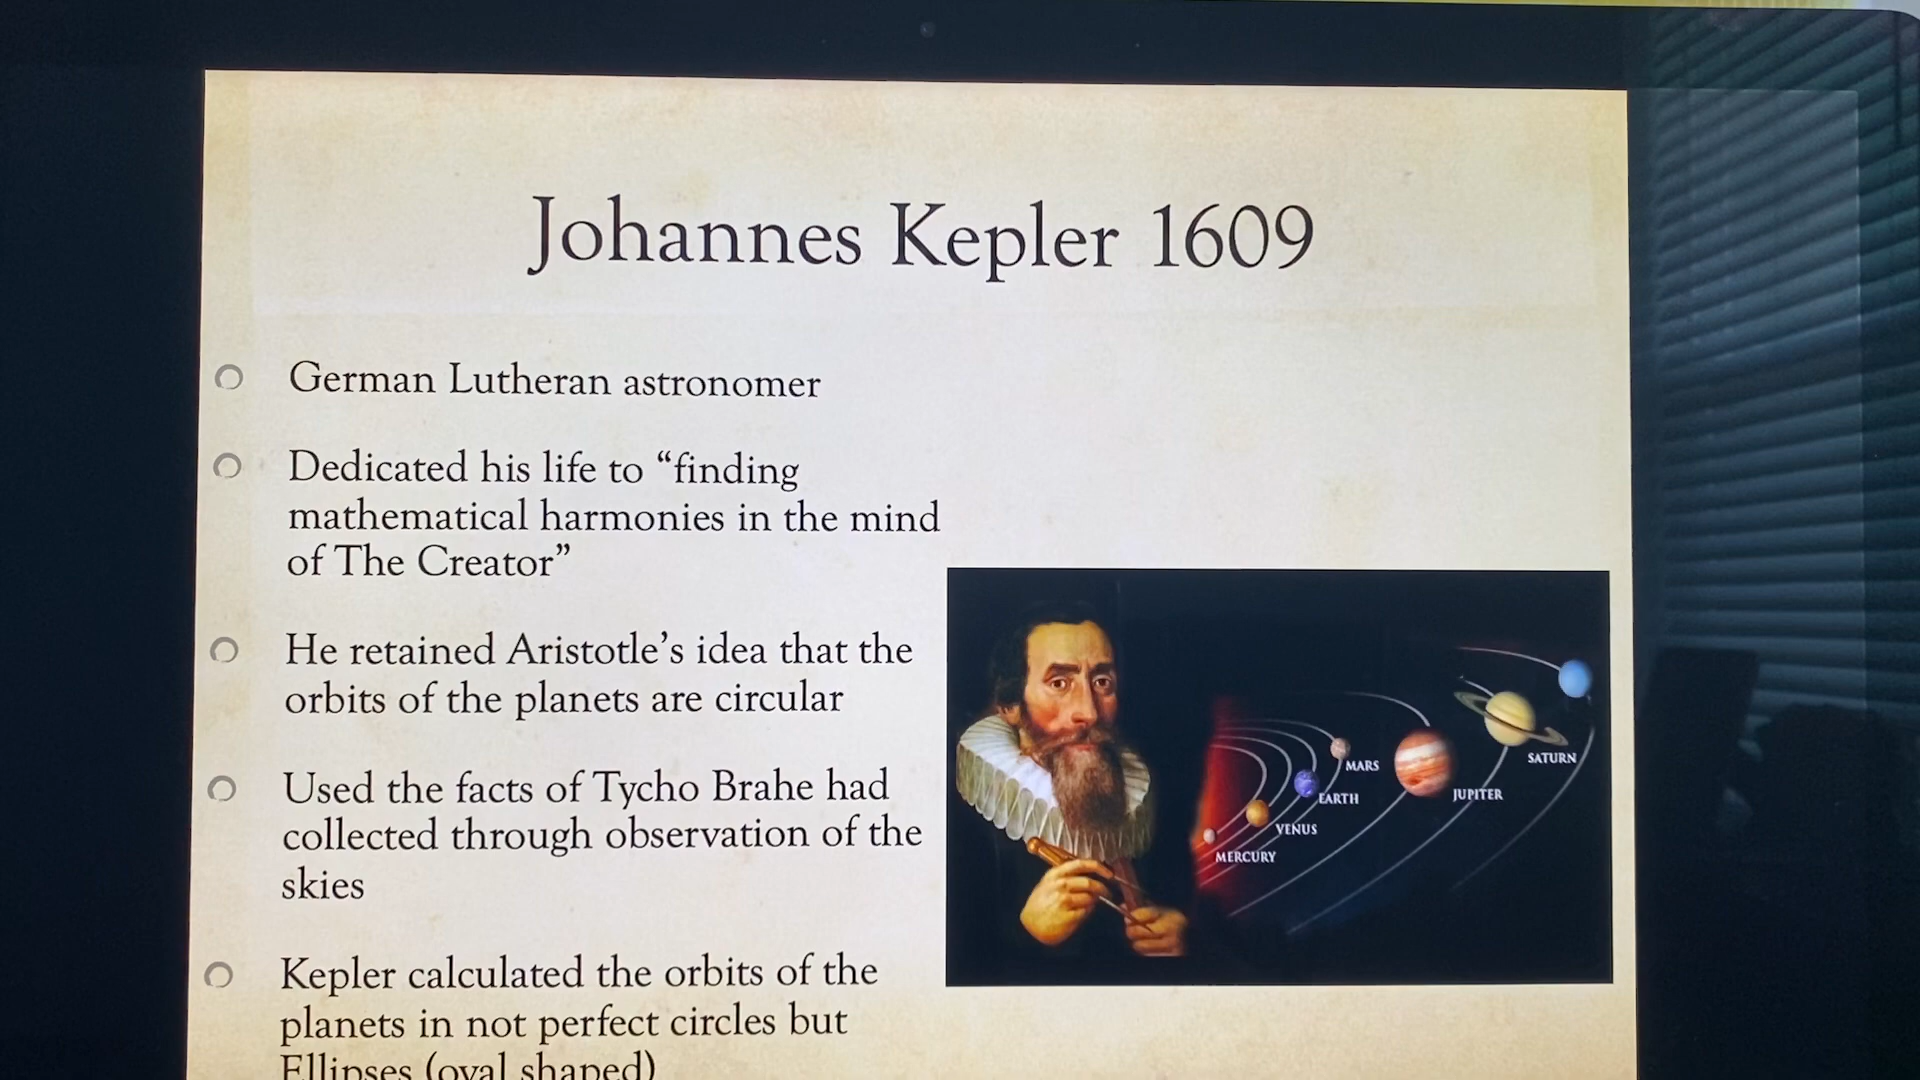 Johannes Kepler 1609
German Lutheran astronomer
Dedicated his life to “finding
mathematical harmonies in the mind
of The Creator”
He retained Aristotle’s idea that the
orbits of the planets are circular
Used the facts of Tycho Brahe had
collected through observation of the
skies
Kepler calculated the orbits of the
planets in not perfect circles but
Ellipses (oval shaped)
MARS
SATURN
EARTH
JUPITER
VENUS
MERCURY